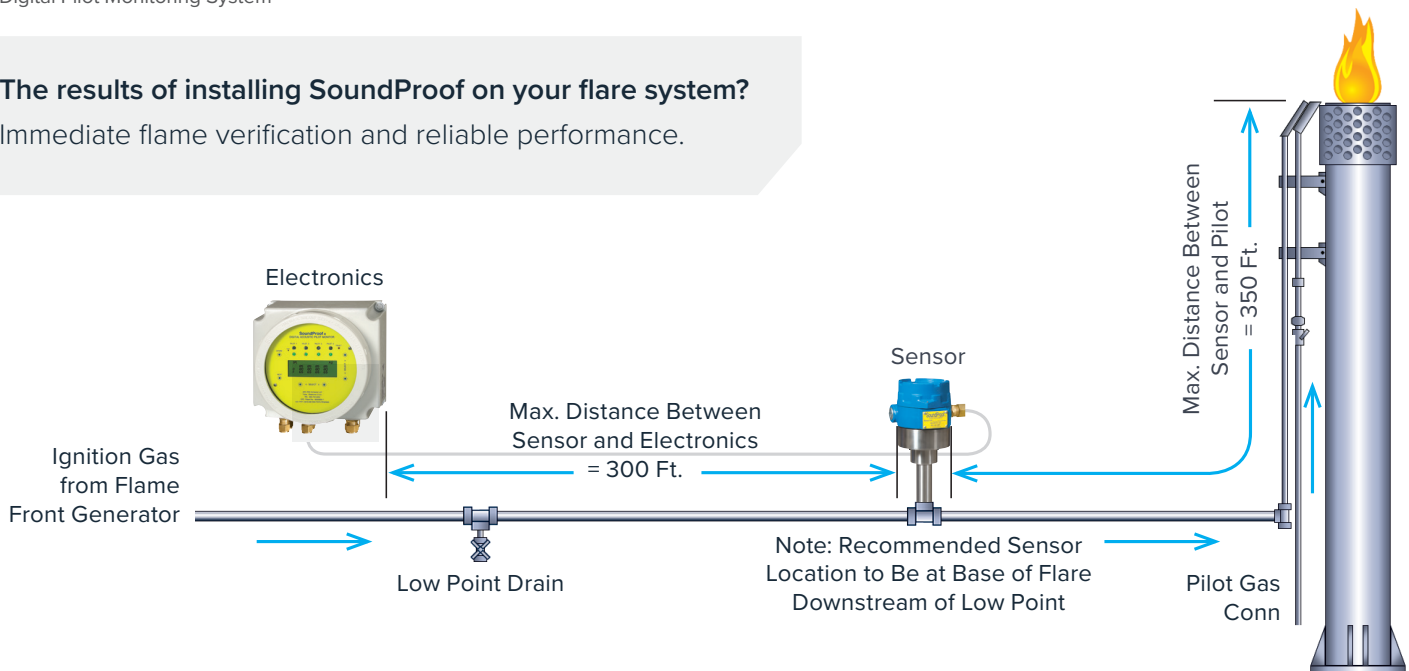 Digital Pilot Monitoring System
The results of installing SoundProof on your flare system?
Immediate flame verification and reliable performance.
Electronics
SoundProof
Sensor
Max. Distance Between
Sensor and Electronics
= 300 Ft.
Max. Distance Between
Sensor and Pilot
= 350 Ft.
Ignition Gas
from Flame
Front Generator
Low Point Drain
Note: Recommended Sensor
Location to Be at Base of Flare
Downstream of Low Point
Pilot Gas
Conn